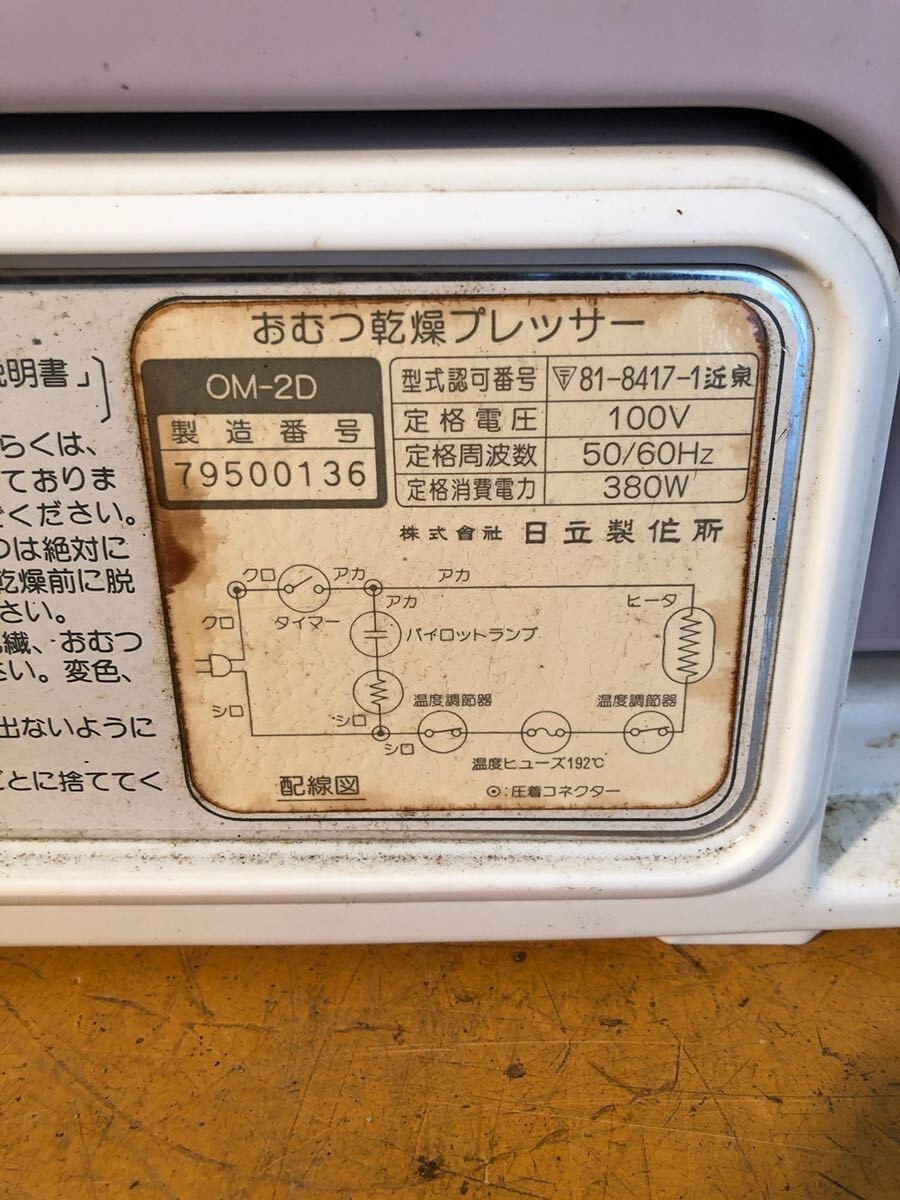 説明書」
らくは、
ておりま
ください。
つは絶対に
乾燥前に脱
さい。
繊、おむつ
さい。変色、
出ないように
ごとに捨ててく
おむつ乾燥プレッサー
OM-2D
製造番号
79500136
型式認可番号 81-8417-1近泉
定格電圧 100V
定格周波数 50/60Hz
定格消費電力 380W
株式會社 日立製作所
クロ アカ アカ
タイマー アカ ヒータ
クロ パイロットランプ
シロ シロ 温度調節器 温度調節器
シロ 温度ヒューズ192℃
配線図 ⦿:圧着コネクター